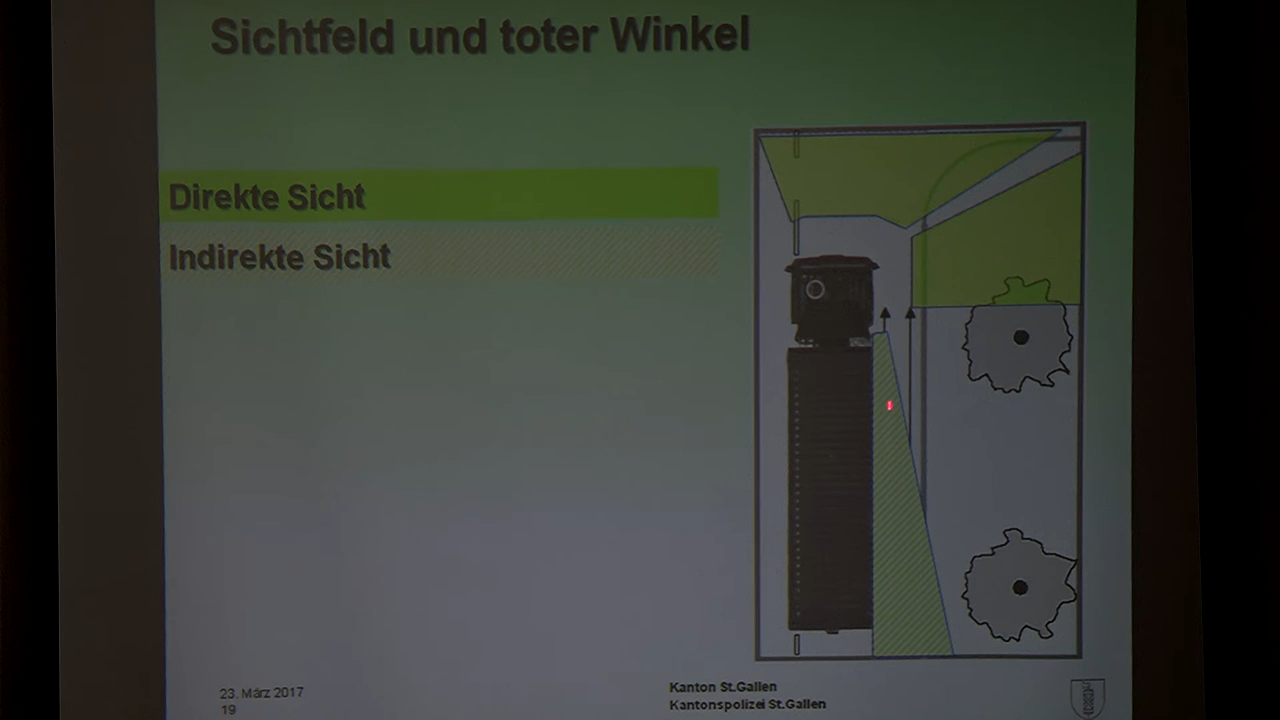 Sichtfeld und toter Winkel
Direkte Sicht
Indirekte Sicht
23. März 2017
19
Kanton St.Gallen
Kantonspolizei St.Gallen